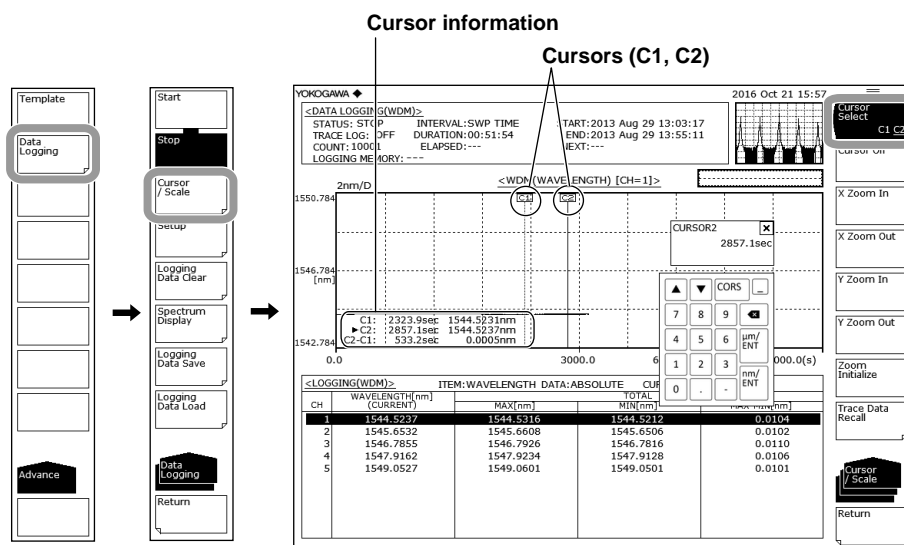 Cursor information
Cursors (C1, C2)
Template
Data
Logging
Advance
Start
Stop
Cursor
/ Scale
Setup
Logging
Data Clear
Spectrum
Display
Logging
Data Save
Logging
Data Load
Data
Logging
Return
YOKOGAWA
2016 Oct 21 15:57
<DATA LOGGING(WDM)>
STATUS: STOP INTERVAL:SWP TIME START:2013 Aug 29 13:03:17
TRACE LOG: OFF DURATION:00:51:54 END:2013 Aug 29 13:55:11
COUNT:10001 ELAPSED:--- NEXT:---
LOGGING MEMORY: ---
2nm/D
<WDM(WAVELENGTH) [CH=1]>
1550.784
C1
C2
CURSOR2
2857.1sec
1546.784
[nm]
CORS _
7 8 9
4 5 6 μm/
ENT
1 2 3 nm/
ENT
0 . -
C1: 2323.9sec 1544.5231nm
►C2: 2857.1sec 1544.5237nm
C2-C1: 533.2sec 0.0005nm
1542.784
0.0 3000.0 6 000.0(s)
<LOGGING(WDM)> ITEM:WAVELENGTH DATA:ABSOLUTE CUR
WAVELENGTH[nm] TOTAL
CH (CURRENT) MAX[nm] MIN[nm] MAX-MIN[nm]
1 1544.5237 1544.5316 1544.5212 0.0104
2 1545.6532 1545.6608 1545.6506 0.0102
3 1546.7855 1546.7926 1546.7816 0.0110
4 1547.9162 1547.9234 1547.9128 0.0106
5 1549.0527 1549.0601 1549.0501 0.0101
Cursor
Select
C1 C2
Cursor Off
X Zoom In
X Zoom Out
Y Zoom In
Y Zoom Out
Zoom
Initialize
Trace Data
Recall
Cursor
/ Scale
Return